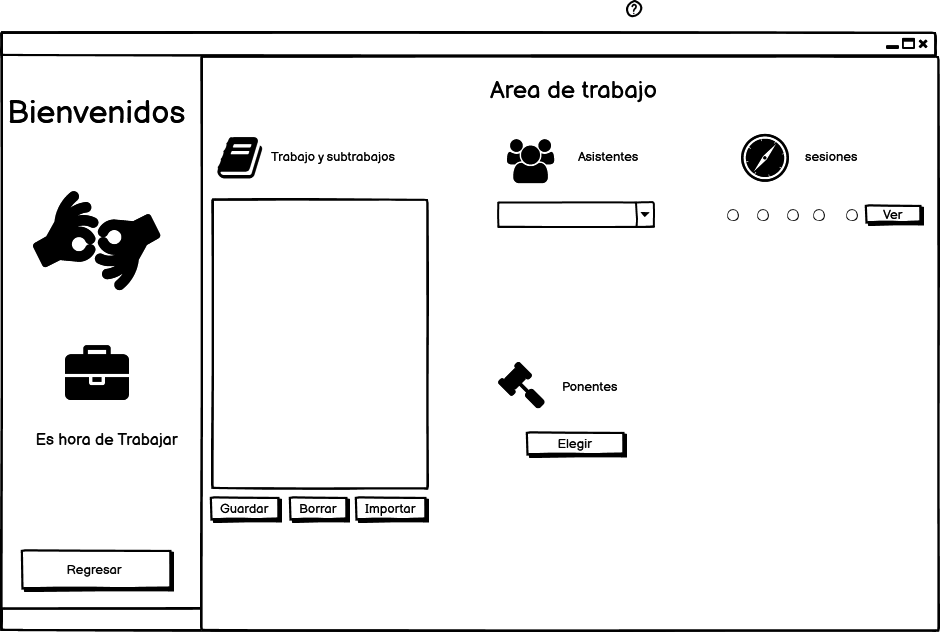 ?
Bienvenidos
Es hora de Trabajar
Regresar
Area de trabajo
Trabajo y subtrabajos
Guardar
Borrar
Importar
Asistentes
sesiones
Ver
Ponentes
Elegir